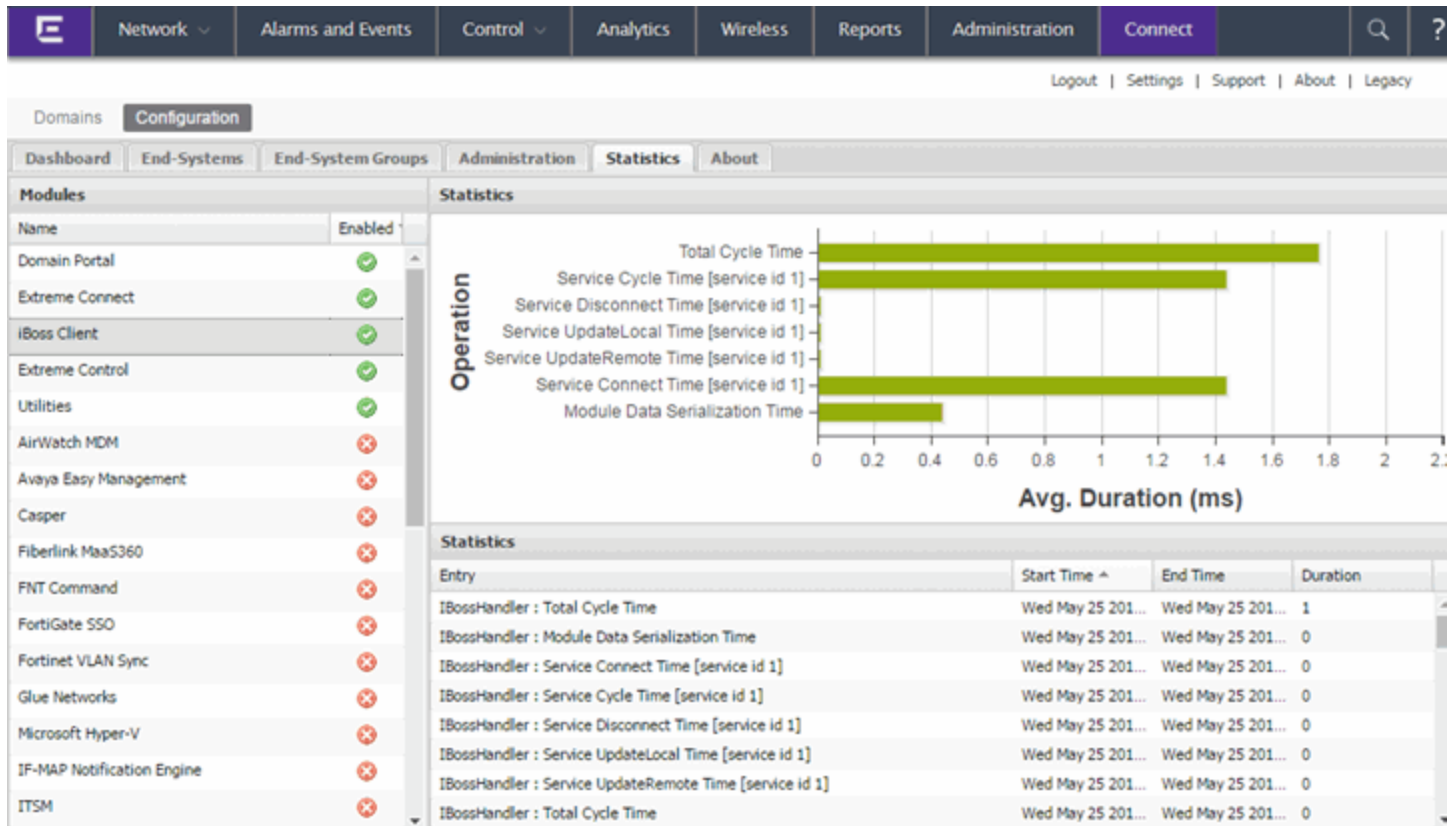 Network Alarms and Events Control Analytics Wireless Reports Administration Connect ?
Logout | Settings | Support | About | Legacy
Domains Configuration
Dashboard End-Systems End-System Groups Administration Statistics About
Modules
Name Enabled
Domain Portal
Extreme Connect
iBoss Client
Extreme Control
Utilities
AirWatch MDM
Avaya Easy Management
Casper
Fiberlink MaaS360
FNT Command
FortiGate SSO
Fortinet VLAN Sync
Glue Networks
Microsoft Hyper-V
IF-MAP Notification Engine
ITSM
Statistics
Operation
Total Cycle Time
Service Cycle Time [service id 1]
Service Disconnect Time [service id 1]
Service UpdateLocal Time [service id 1]
Service UpdateRemote Time [service id 1]
Service Connect Time [service id 1]
Module Data Serialization Time
0 0.2 0.4 0.6 0.8 1 1.2 1.4 1.6 1.8 2
Avg. Duration (ms)
Statistics
Entry Start Time End Time Duration
IBossHandler : Total Cycle Time Wed May 25 201... Wed May 25 201... 1
IBossHandler : Module Data Serialization Time Wed May 25 201... Wed May 25 201... 0
IBossHandler : Service Connect Time [service id 1] Wed May 25 201... Wed May 25 201... 0
IBossHandler : Service Cycle Time [service id 1] Wed May 25 201... Wed May 25 201... 0
IBossHandler : Service Disconnect Time [service id 1] Wed May 25 201... Wed May 25 201... 0
IBossHandler : Service UpdateLocal Time [service id 1] Wed May 25 201... Wed May 25 201... 0
IBossHandler : Service UpdateRemote Time [service id 1] Wed May 25 201... Wed May 25 201... 0
IBossHandler : Total Cycle Time Wed May 25 201... Wed May 25 201... 0